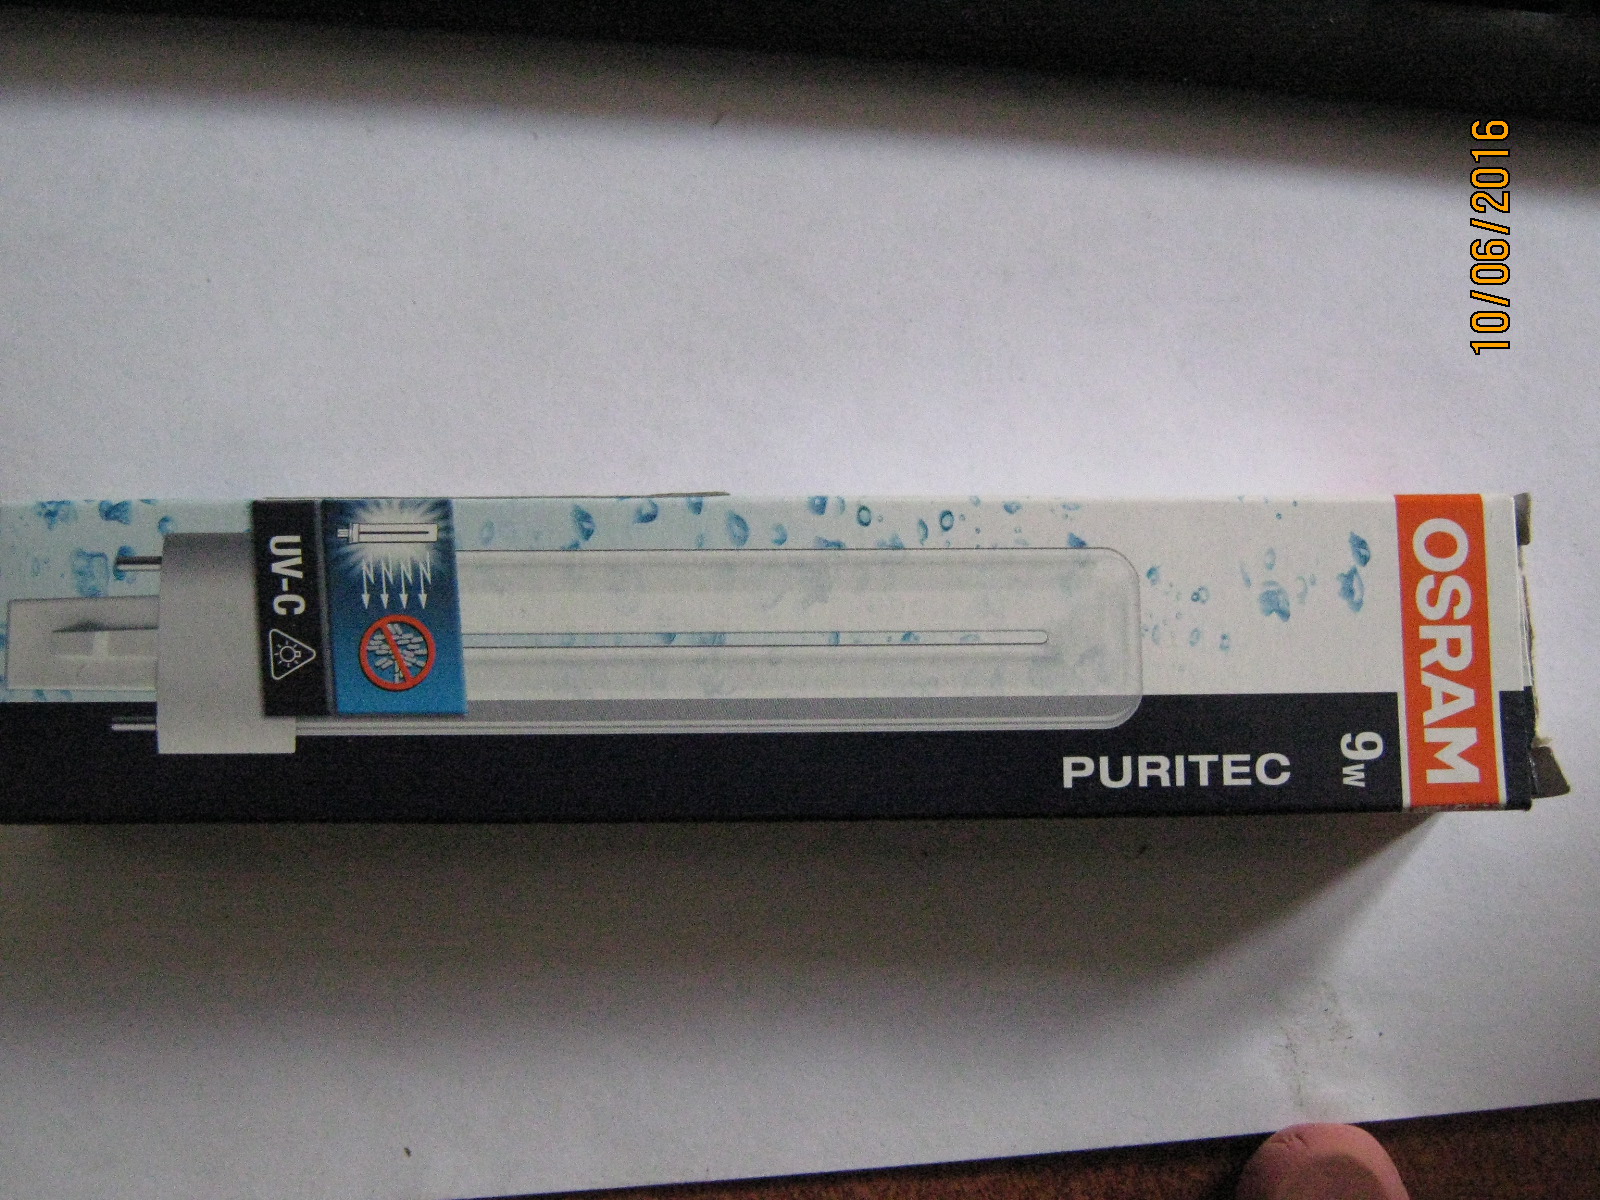 10/06/2016
OSRAM
9W
PURITEC
UV-C